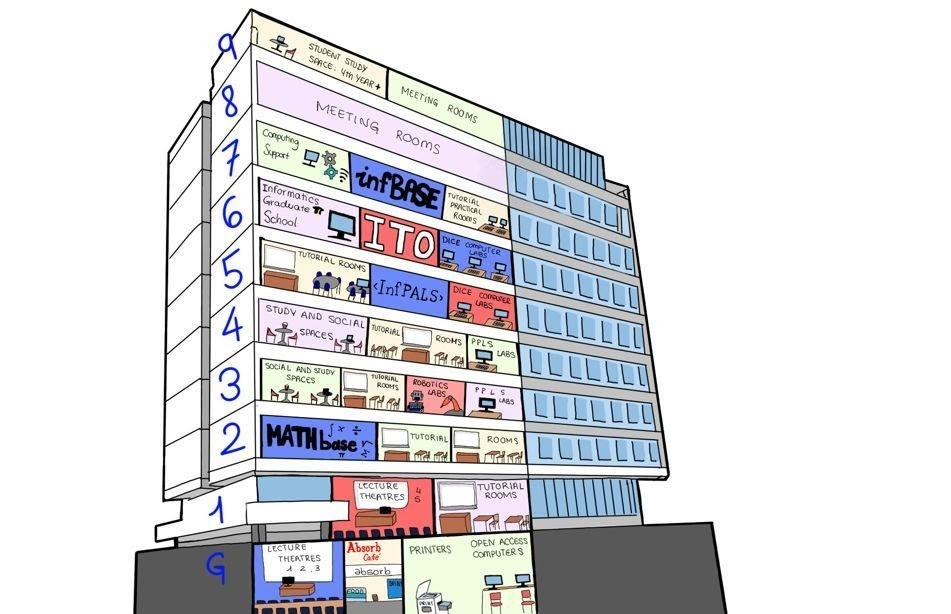 9
STUDENT STUDY
SPACE: 4th YEAR+
MEETING ROOMS
8
MEETING ROOMS
7
Computing
Support
infBASE
TUTORIAL
PRACTICAL
ROOMS
6
Informatics
Graduate
School
π
ITO
DICE COMPUTER
LABS
5
TUTORIAL ROOMS
<InfPALS>
DICE COMPUTER
LABS
4
STUDY AND SOCIAL
SPACES
TUTORIAL
ROOMS
PPLS
LABS
3
SOCIAL AND STUDY
SPACES
TUTORIAL
ROOMS
ROBOTICS
LABS
PPLS
LABS
2
MATH base
∫ x ÷
π Σ
TUTORIAL
ROOMS
1
LECTURE
THEATRES
4
5
TUTORIAL
ROOMS
G
LECTURE
THEATRES
1, 2, 3
Absorb
Café
absorb
FOOD
PRINTERS
PRINT
OPEN ACCESS
COMPUTERS